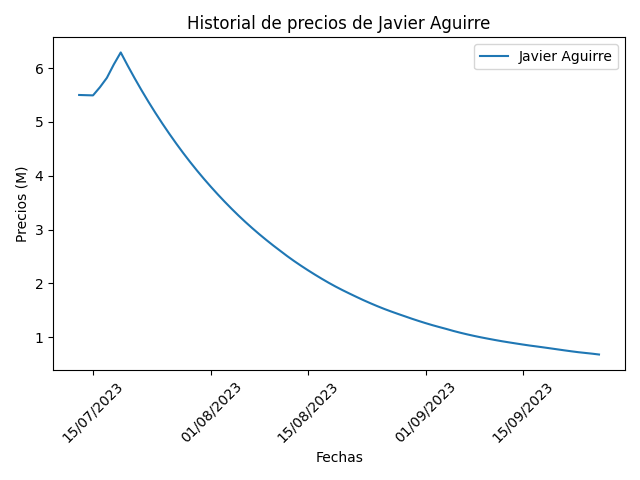 Historial de precios de Javier Aguirre
Javier Aguirre
Precios (M)
6
5
4
3
2
1
15/07/2023
01/08/2023
15/08/2023
01/09/2023
15/09/2023
Fechas